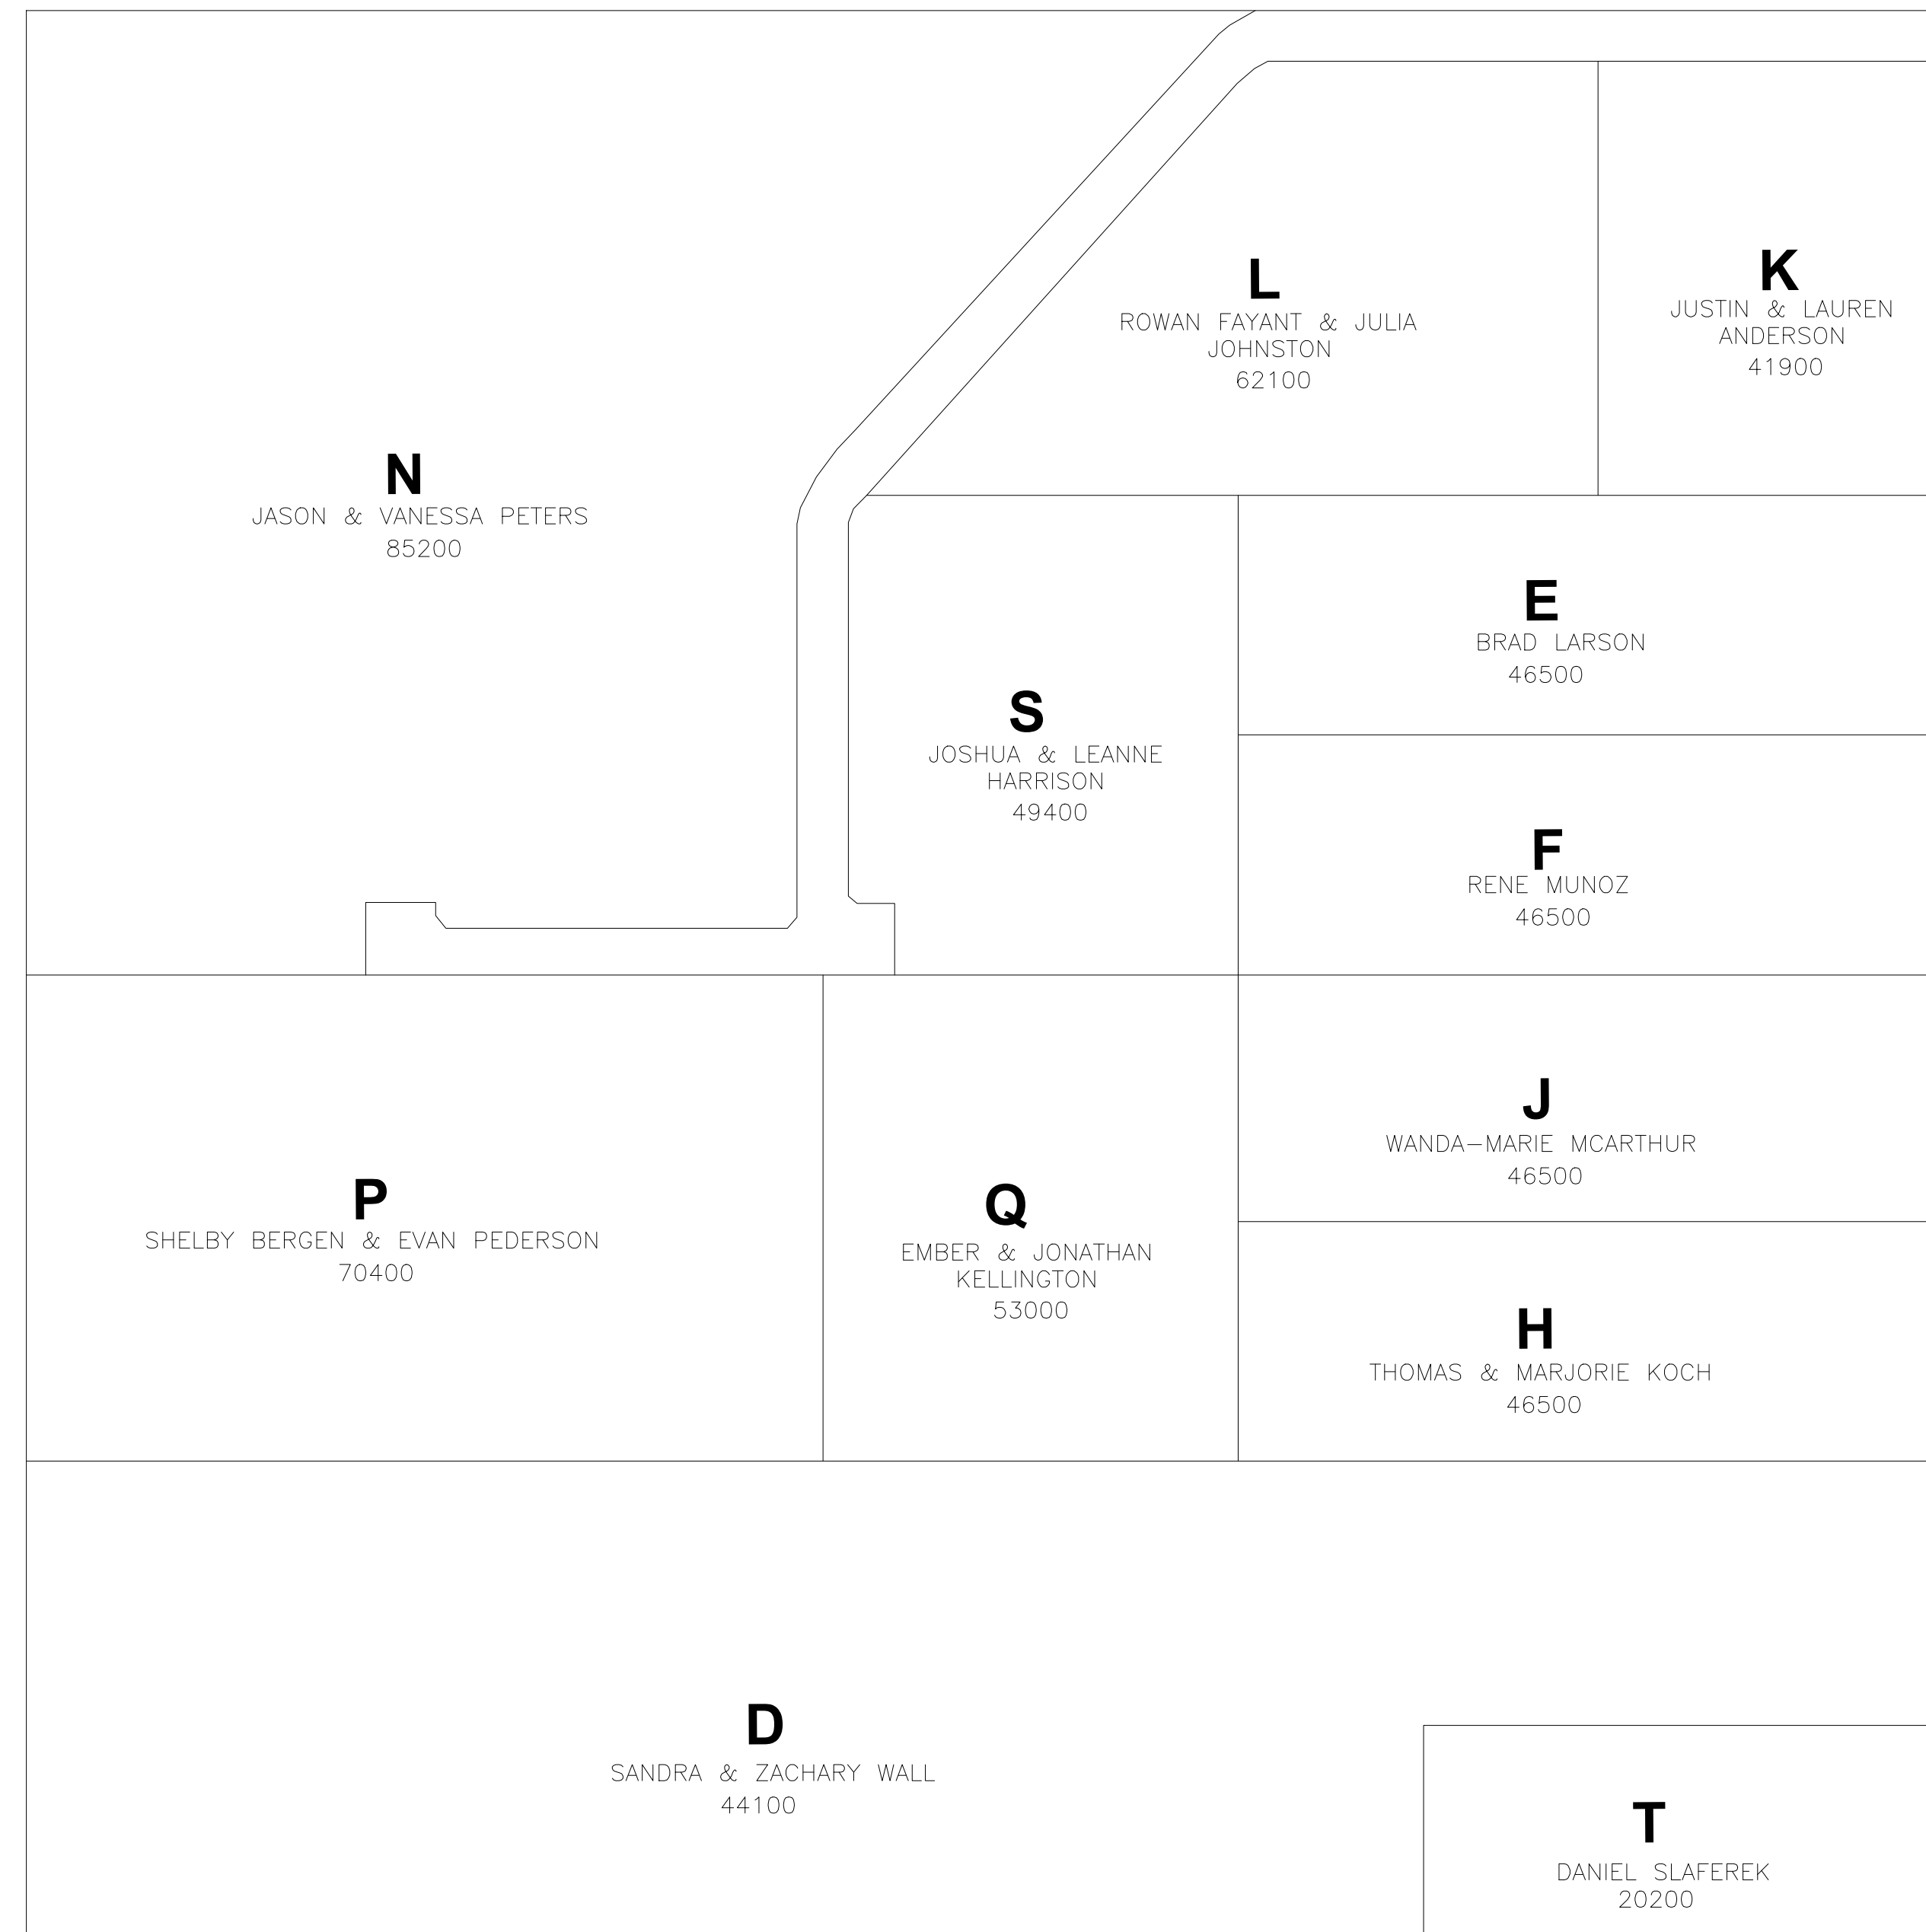 L
ROWAN FAYANT & JULIA
JOHNSTON
62100
K
JUSTIN & LAUREN
ANDERSON
41900
N
JASON & VANESSA PETERS
85200
E
BRAD LARSON
46500
S
JOSHUA & LEANNE
HARRISON
49400
F
RENE MUNOZ
46500
J
WANDA-MARIE MCARTHUR
46500
P
SHELBY BERGEN & EVAN PEDERSON
70400
Q
EMBER & JONATHAN
KELLINGTON
53000
H
THOMAS & MARJORIE KOCH
46500
D
SANDRA & ZACHARY WALL
44100
T
DANIEL SLAFEREK
20200